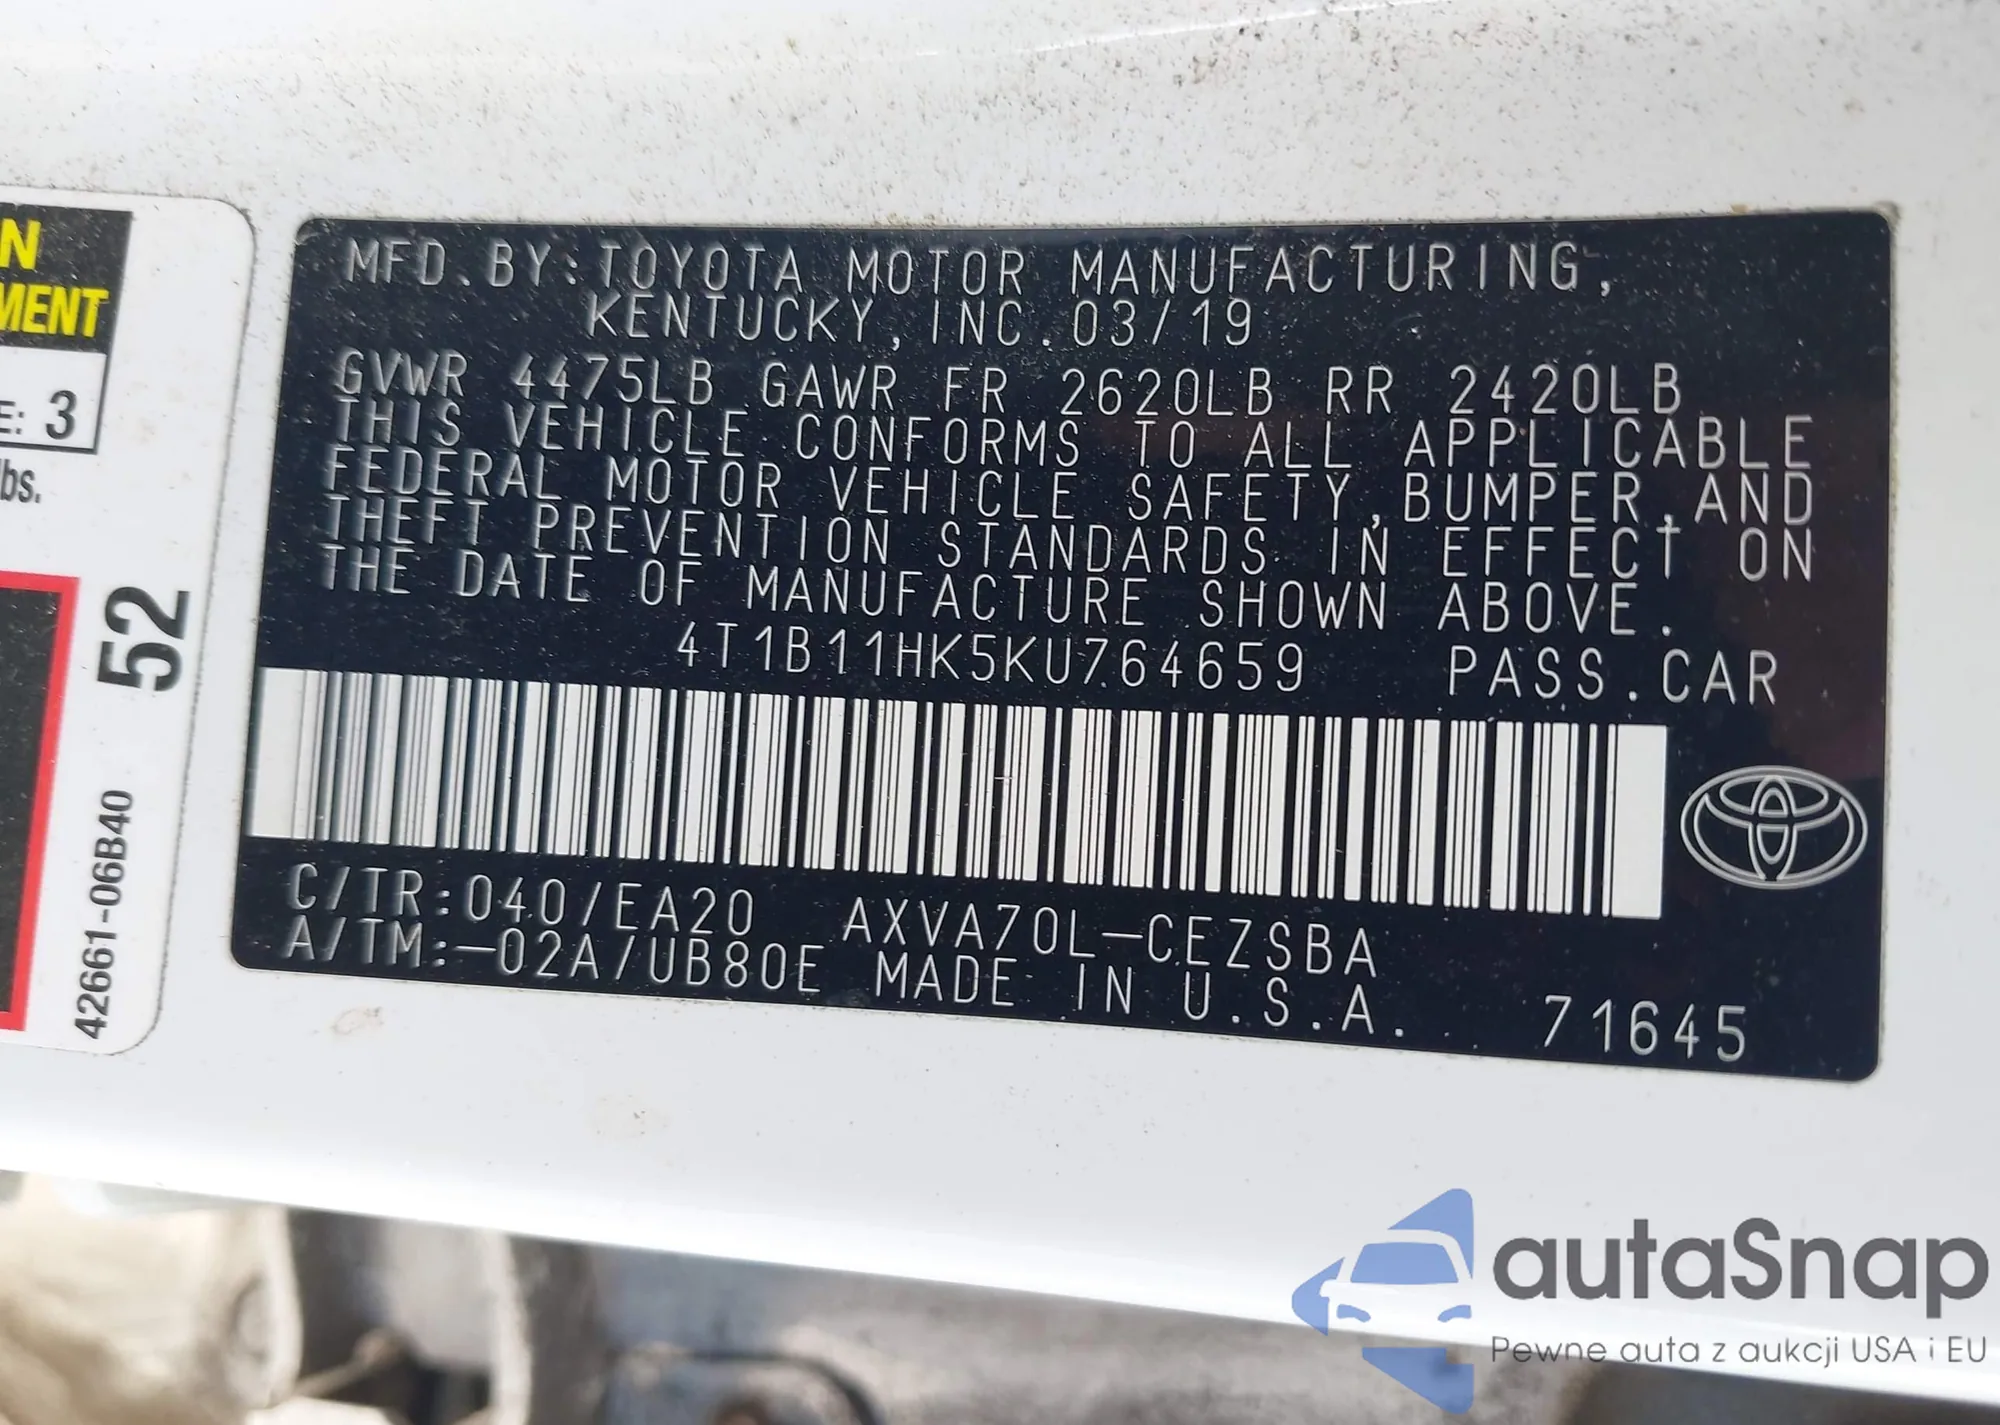 N
MENT
E: 3
lbs.
52
42661-06B40
MFD.BY:TOYOTA MOTOR MANUFACTURING,
KENTUCKY, INC.03/19
GVWR 4475LB GAWR FR 2620LB RR 2420LB
THIS VEHICLE CONFORMS TO ALL APPLICABLE
FEDERAL MOTOR VEHICLE SAFETY,BUMPER,AND
THEFT PREVENTION STANDARDS IN EFFECT ON
THE DATE OF MANUFACTURE SHOWN ABOVE.
4T1B11HK5KU764659 PASS.CAR
C/TR:040/EA20 AXVA70L-CEZSBA
A/TM:-02A/UB80E MADE IN U.S.A. 71645
autaSnap
Pewne auta z aukcji USA i EU